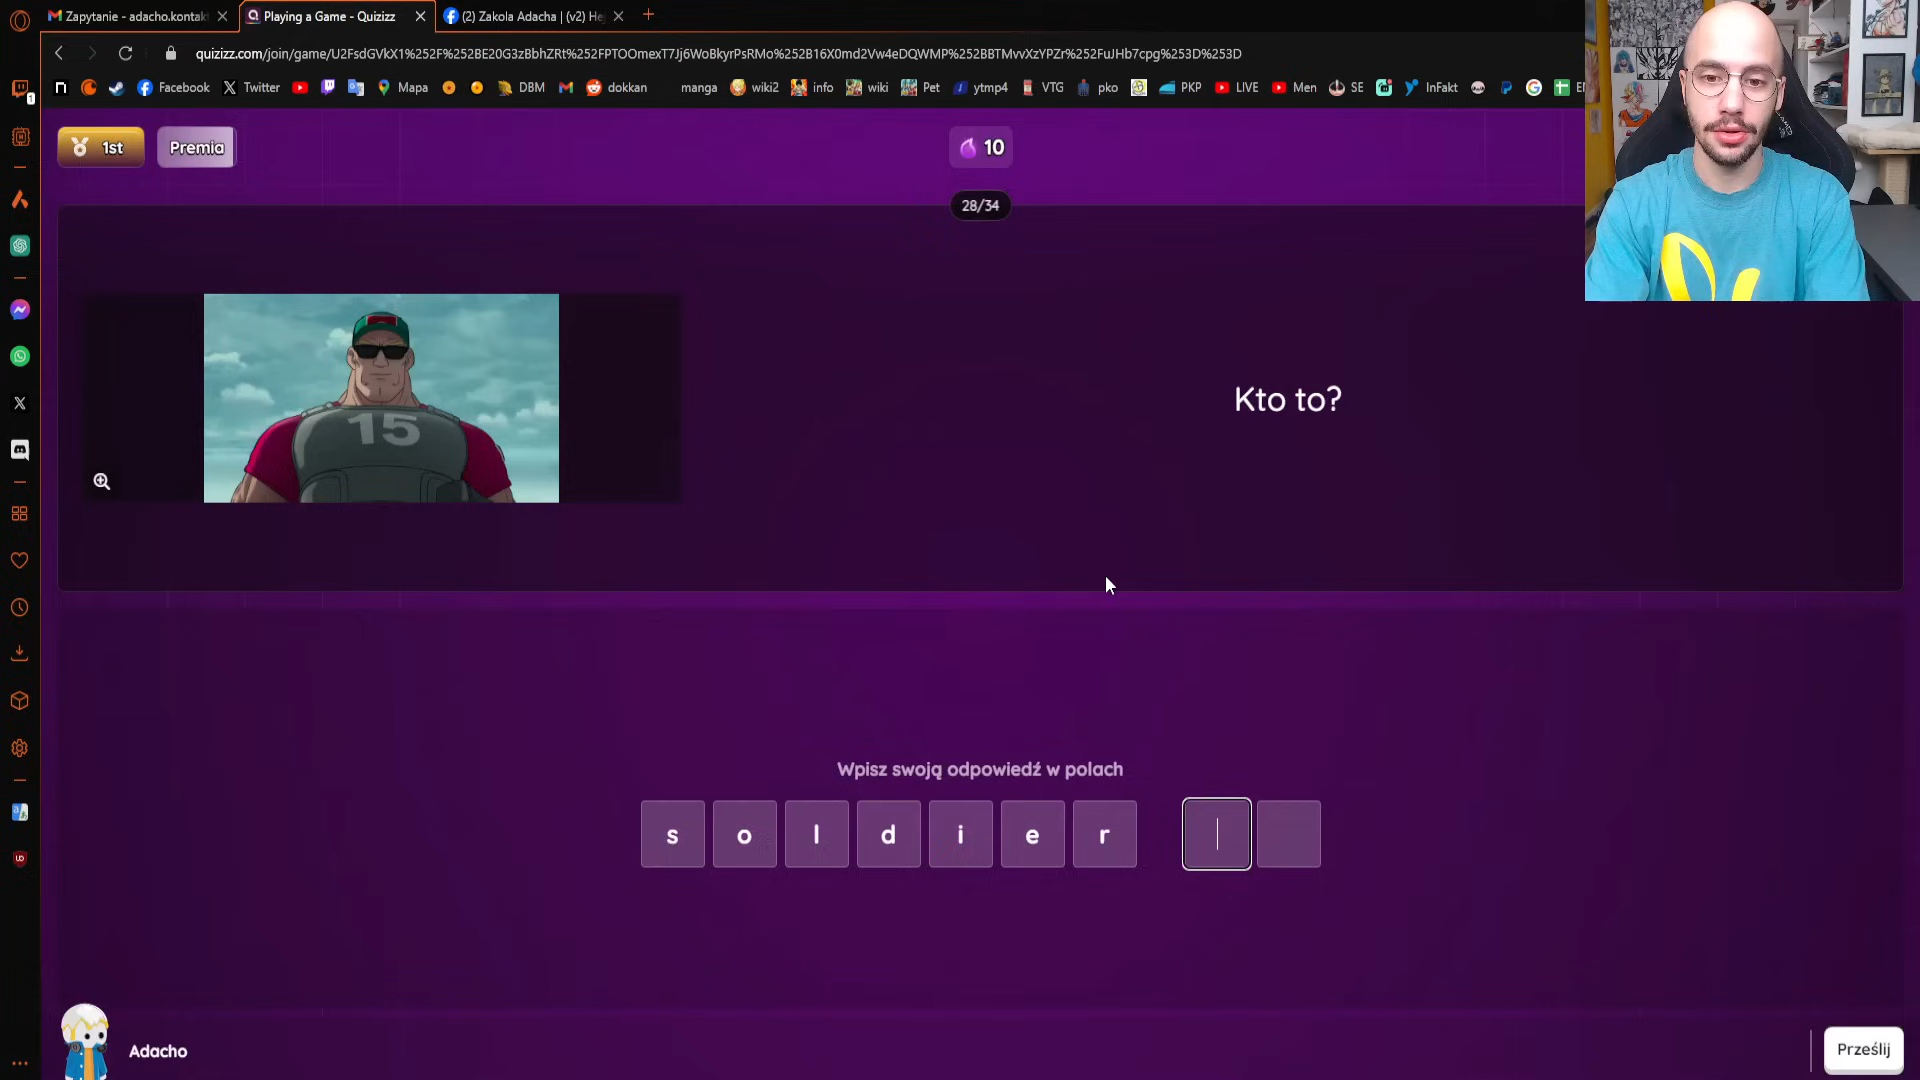 Zapytanie - adacho.kontak
Playing a Game - Quizizz
(2) Zakola Adacha | (v2) He
quizizz.com/join/game/U2FsdGVkX1%252F%252BE20G3zBbhZRt%252FPTOOmexT7Jj6WoBkyrPsRMo%252B16X0md2Vw4eDQWMP%252BBTMvvXzYPZr%252FuJHb7cpg%253D%253D
Facebook Twitter Mapa DBM dokkan manga wiki2 info wiki Pet ytmp4 VTG pko PKP LIVE Men SE InFakt
1
1st Premia 10
28/34
15
Kto to?
Wpisz swoją odpowiedź w polach
s o l d i e r
Adacho
Prześlij